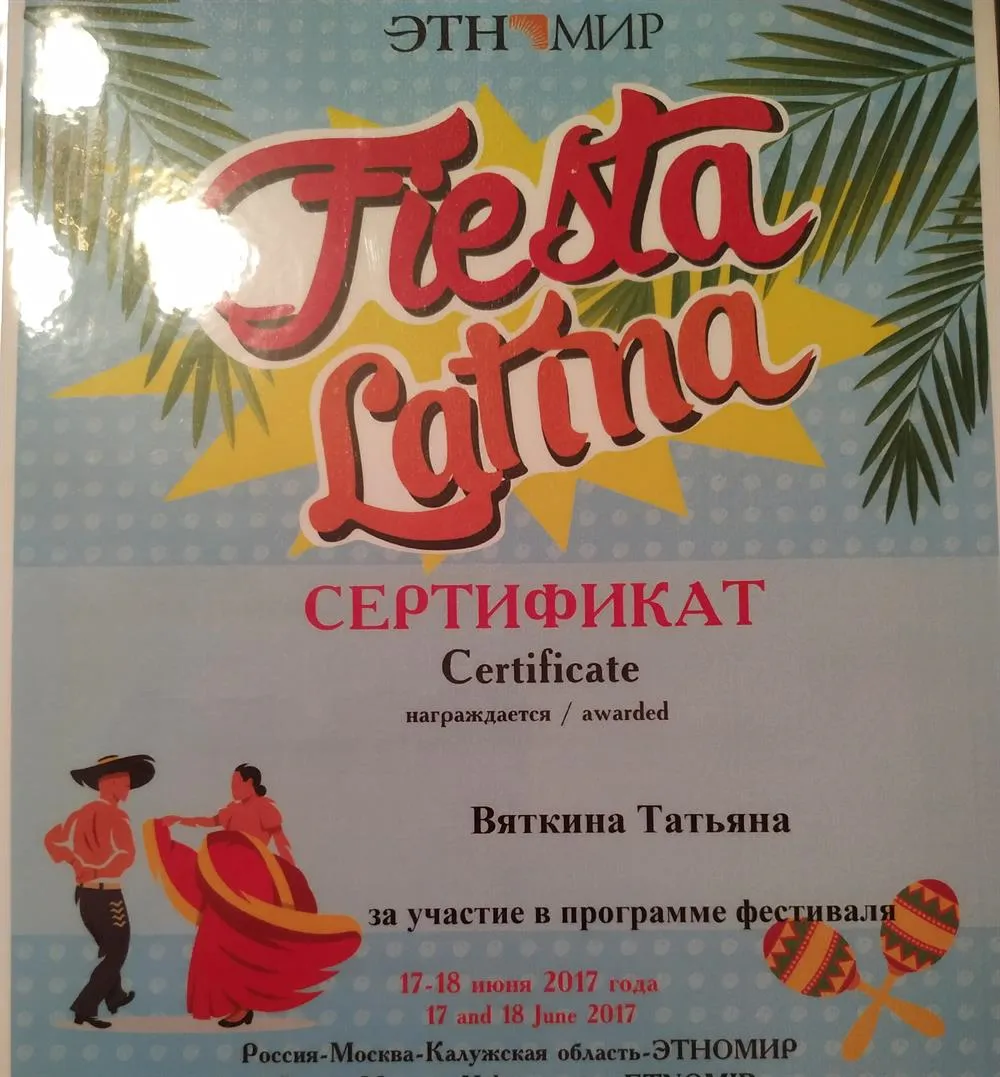 ЭТНОМИР
Fiesta
Latina
СЕРТИФИКАТ
Certificate
награждается / awarded
Вяткина Татьяна
за участие в программе фестиваля
17-18 июня 2017 года
17 and 18 June 2017
Россия-Москва-Калужская область-ЭТНОМИР
ETNOMIR